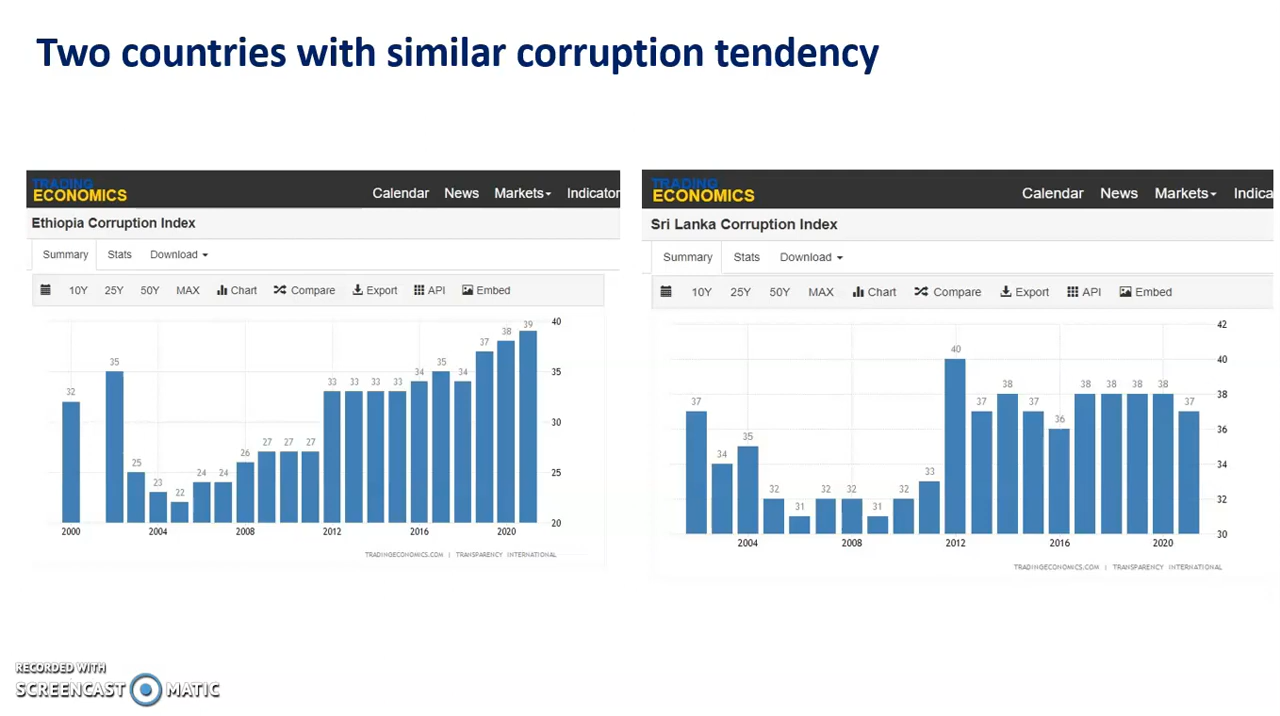 Two countries with similar corruption tendency
TRADING
ECONOMICS
Calendar News Markets Indicator
Ethiopia Corruption Index
Summary Stats Download
10Y 25Y 50Y MAX Chart Compare Export API Embed
32 35 25 23 22 24 24 26 27 27 27 33 33 33 33 34 35 34 37 38 39
40
35
30
25
20
2000 2004 2008 2012 2016 2020
TRADINGECONOMICS.COM | TRANSPARENCY INTERNATIONAL
TRADING
ECONOMICS
Calendar News Markets Indica
Sri Lanka Corruption Index
Summary Stats Download
10Y 25Y 50Y MAX Chart Compare Export API Embed
37 34 35 32 31 32 32 31 32 33 40 37 38 37 36 38 38 38 38 37
42
40
38
36
34
32
30
2004 2008 2012 2016 2020
TRADINGECONOMICS.COM | TRANSPARENCY INTERNATIONAL
RECORDED WITH
SCREENCAST MATIC